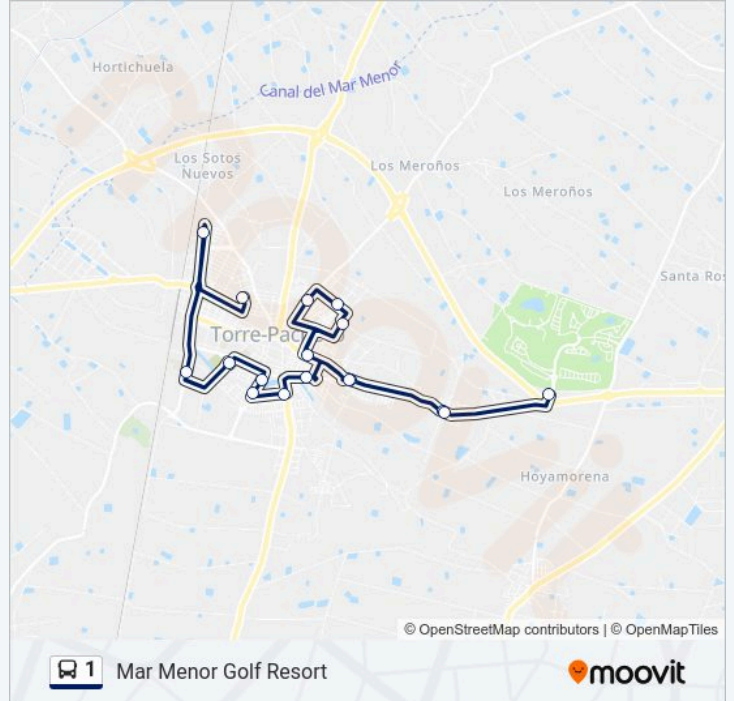 Hortichuela
Canal del Mar Menor
Los Sotos
Nuevos
Los Meroños
Los Meroños
Santa Ros
Torre-Pac
o
Hoyamorena
© OpenStreetMap contributors | © OpenMapTiles
1 Mar Menor Golf Resort
moovit